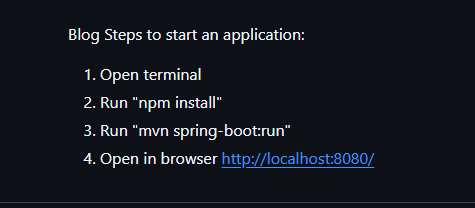 Blog Steps to start an application:
1. Open terminal
2. Run "npm install"
3. Run "mvn spring-boot:run"
4. Open in browser http://localhost:8080/